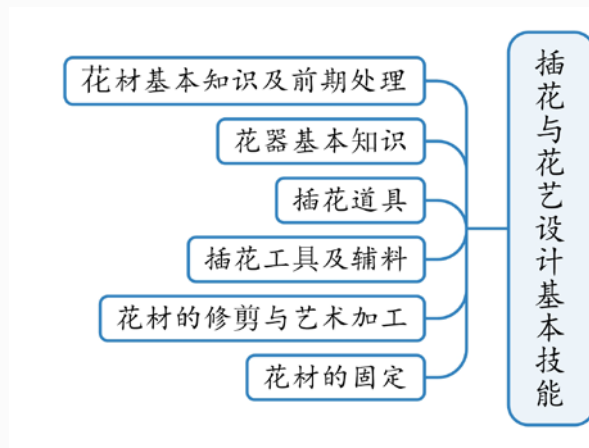 花材基本知识及前期处理
花器基本知识
插花道具
插花工具及辅料
花材的修剪与艺术加工
花材的固定
插花与花艺设计基本技能